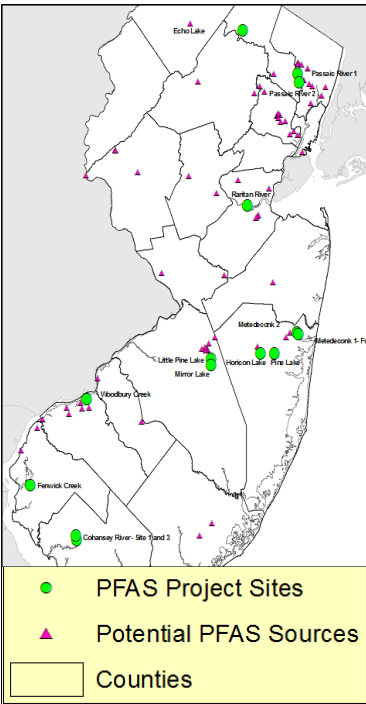 Echo Lake
Passaic River 1
Passaic River 2
Raritan River
Metedeconk 2
Metedeconk 1- Fo
Little Pine Lake
Horicon Lake
Pine Lake
Mirror Lake
Woodbury Creek
Fenwick Creek
Cohansey River- Site 1 and 3
PFAS Project Sites
Potential PFAS Sources
Counties